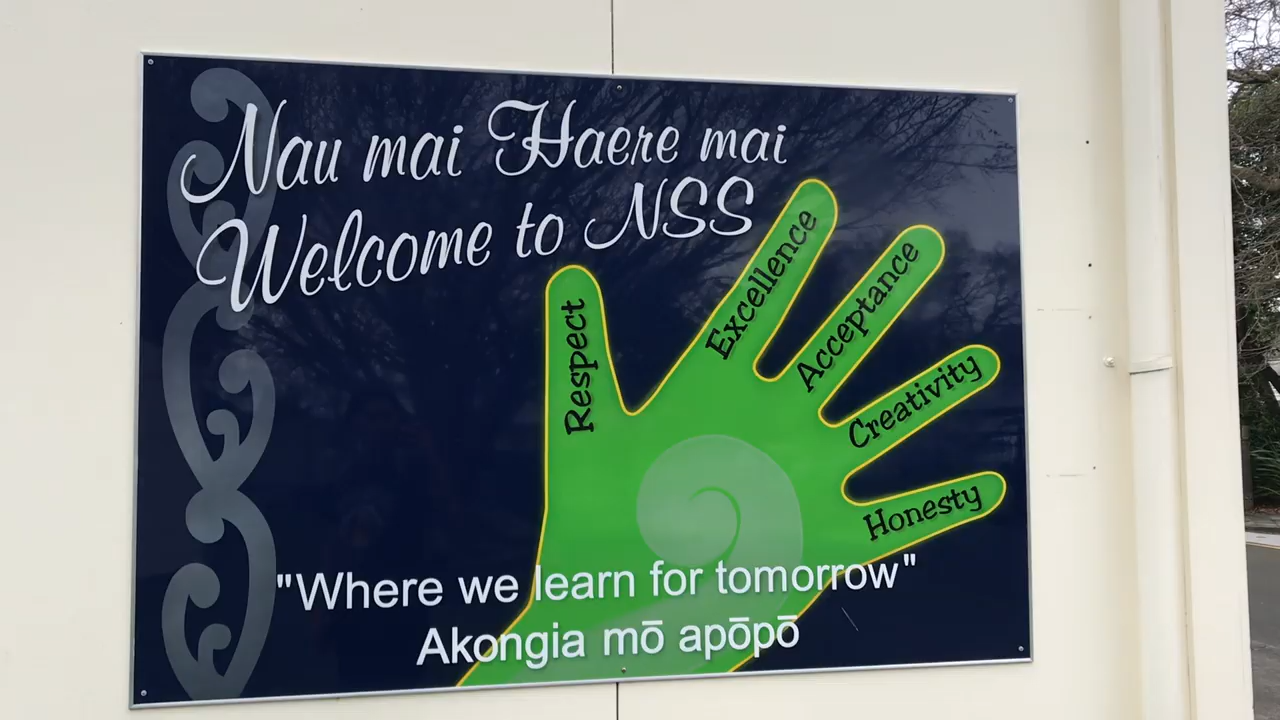 Nau mai Haere mai
Welcome to NSS
Respect
Excellence
Acceptance
Creativity
Honesty
"Where we learn for tomorrow"
Akongia mō apōpō